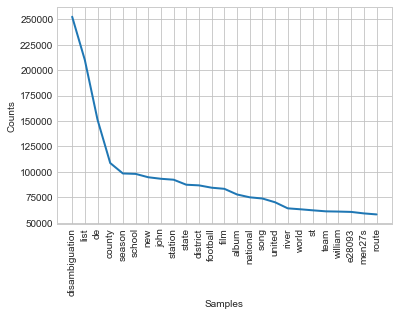 250000
225000
200000
175000
150000
125000
100000
75000
50000
Counts
disambiguation
list
de
county
season
school
new
john
station
state
district
football
film
album
national
song
united
river
world
st
team
william
e28093
men27s
route
Samples